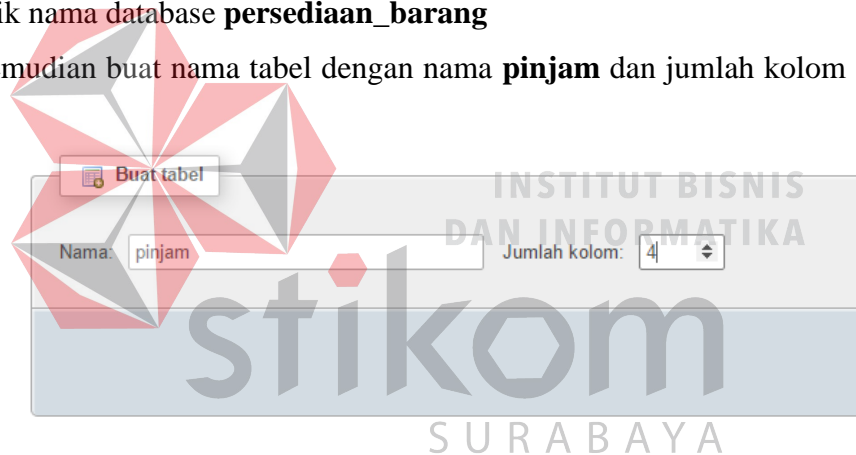 ik nama database persediaan_barang
emudian buat nama tabel dengan nama pinjam dan jumlah kolom
Buat tabel
INSTITUT BISNIS
DAN INFORMATIKA
Nama: pinjam Jumlah kolom: 4
stikom
SURABAYA